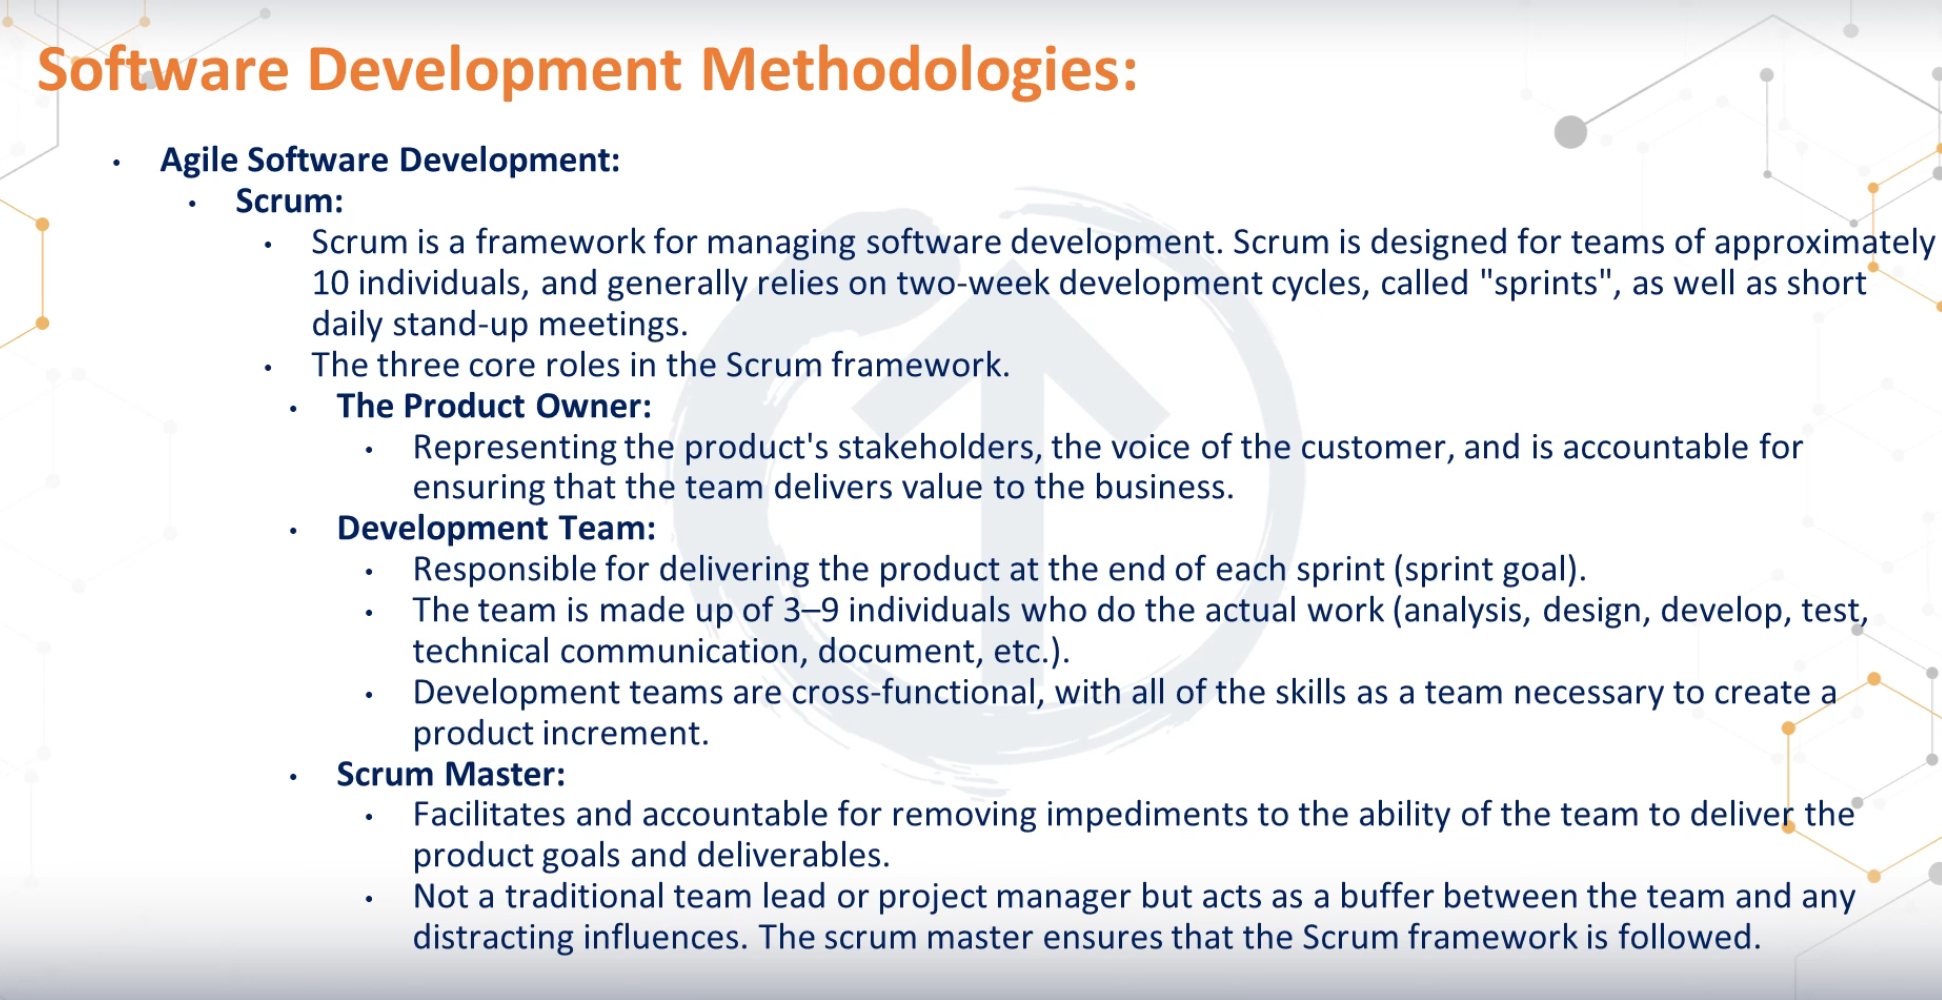 Software Development Methodologies:
• Agile Software Development:
• Scrum:
• Scrum is a framework for managing software development. Scrum is designed for teams of approximately
10 individuals, and generally relies on two-week development cycles, called "sprints", as well as short
daily stand-up meetings.
• The three core roles in the Scrum framework.
• The Product Owner:
• Representing the product's stakeholders, the voice of the customer, and is accountable for
ensuring that the team delivers value to the business.
• Development Team:
• Responsible for delivering the product at the end of each sprint (sprint goal).
• The team is made up of 3–9 individuals who do the actual work (analysis, design, develop, test,
technical communication, document, etc.).
• Development teams are cross-functional, with all of the skills as a team necessary to create a
product increment.
• Scrum Master:
• Facilitates and accountable for removing impediments to the ability of the team to deliver the
product goals and deliverables.
• Not a traditional team lead or project manager but acts as a buffer between the team and any
distracting influences. The scrum master ensures that the Scrum framework is followed.